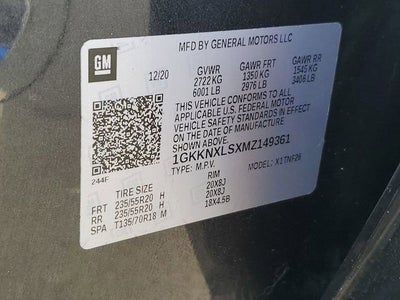 MFD BY GENERAL MOTORS LLC
GM
12/20 GVWR GAWR FRT GAWR RR
2722 KG 1350 KG 1545 KG
6001 LB 2976 LB 3406 LB
THIS VEHICLE CONFORMS TO ALL
APPLICABLE U.S. FEDERAL MOTOR
VEHICLE SAFETY STANDARDS IN EFFECT
ON THE DATE OF MANUFACTURE
SHOWN ABOVE.
1GKKNXLSXMZ149361
244F TYPE: M.P.V. MODEL: X1TNF26
TIRE SIZE RIM
FRT 235/55R20 H 20X8J
RR 235/55R20 H 20X8J
SPA T135/70R18 M 18X4.5B